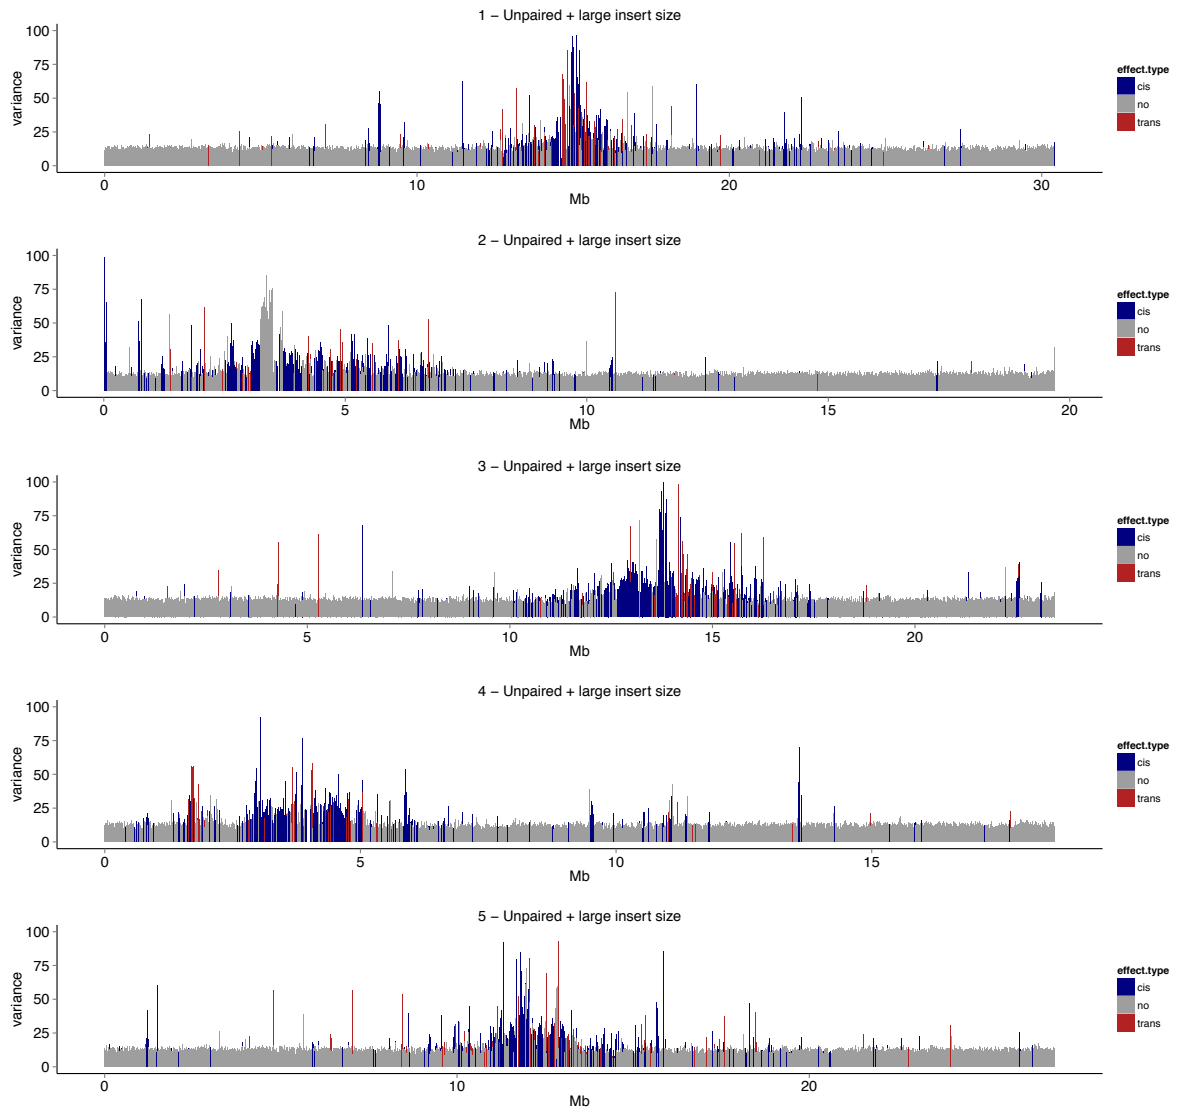 1 − Unpaired + large insert size
100
75
50
25
0
variance
0 10 20 30
Mb
effect.type
cis
no
trans
2 − Unpaired + large insert size
100
75
50
25
0
variance
0 5 10 15 20
Mb
effect.type
cis
no
trans
3 − Unpaired + large insert size
100
75
50
25
0
variance
0 5 10 15 20
Mb
effect.type
cis
no
trans
4 − Unpaired + large insert size
100
75
50
25
0
variance
0 5 10 15
Mb
effect.type
cis
no
trans
5 − Unpaired + large insert size
100
75
50
25
0
variance
0 10 20
Mb
effect.type
cis
no
trans